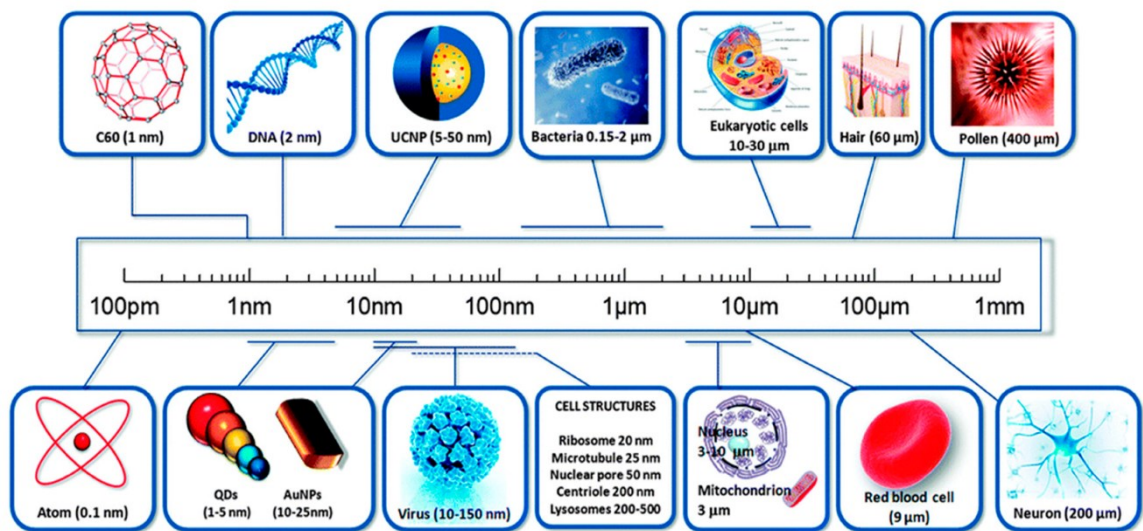 C60 (1 nm)
DNA (2 nm)
UCNP (5-50 nm)
Bacteria 0.15-2 µm
Eukaryotic cells
10-30 µm
Hair (60 µm)
Pollen (400 µm)
100pm 1nm 10nm 100nm 1µm 10µm 100µm 1mm
Atom (0.1 nm)
QDs
(1-5 nm)
AuNPs
(10-25nm)
Virus (10-150 nm)
CELL STRUCTURES
Ribosome 20 nm
Microtubule 25 nm
Nuclear pore 50 nm
Centriole 200 nm
Lysosomes 200-500
Nucleus
3-10 µm
Mitochondrion
3 µm
Red blood cell
(9 µm)
Neuron (200 µm)